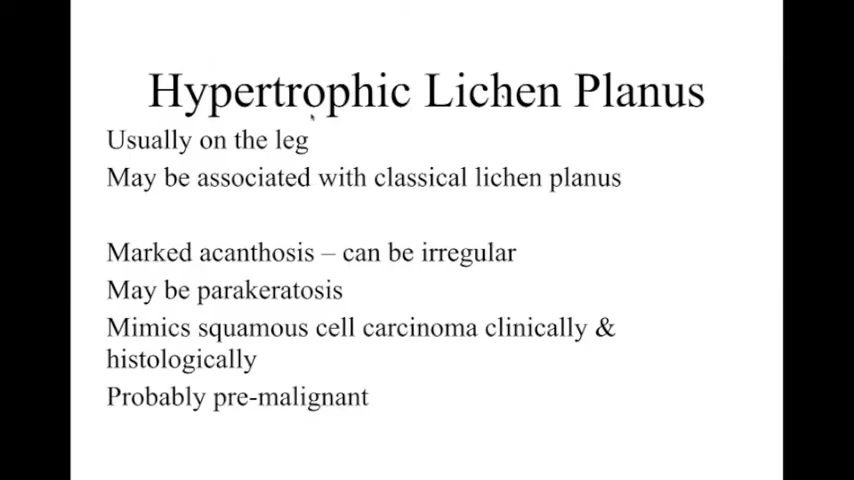 Hypertrophic Lichen Planus
Usually on the leg
May be associated with classical lichen planus
Marked acanthosis – can be irregular
May be parakeratosis
Mimics squamous cell carcinoma clinically &
histologically
Probably pre-malignant